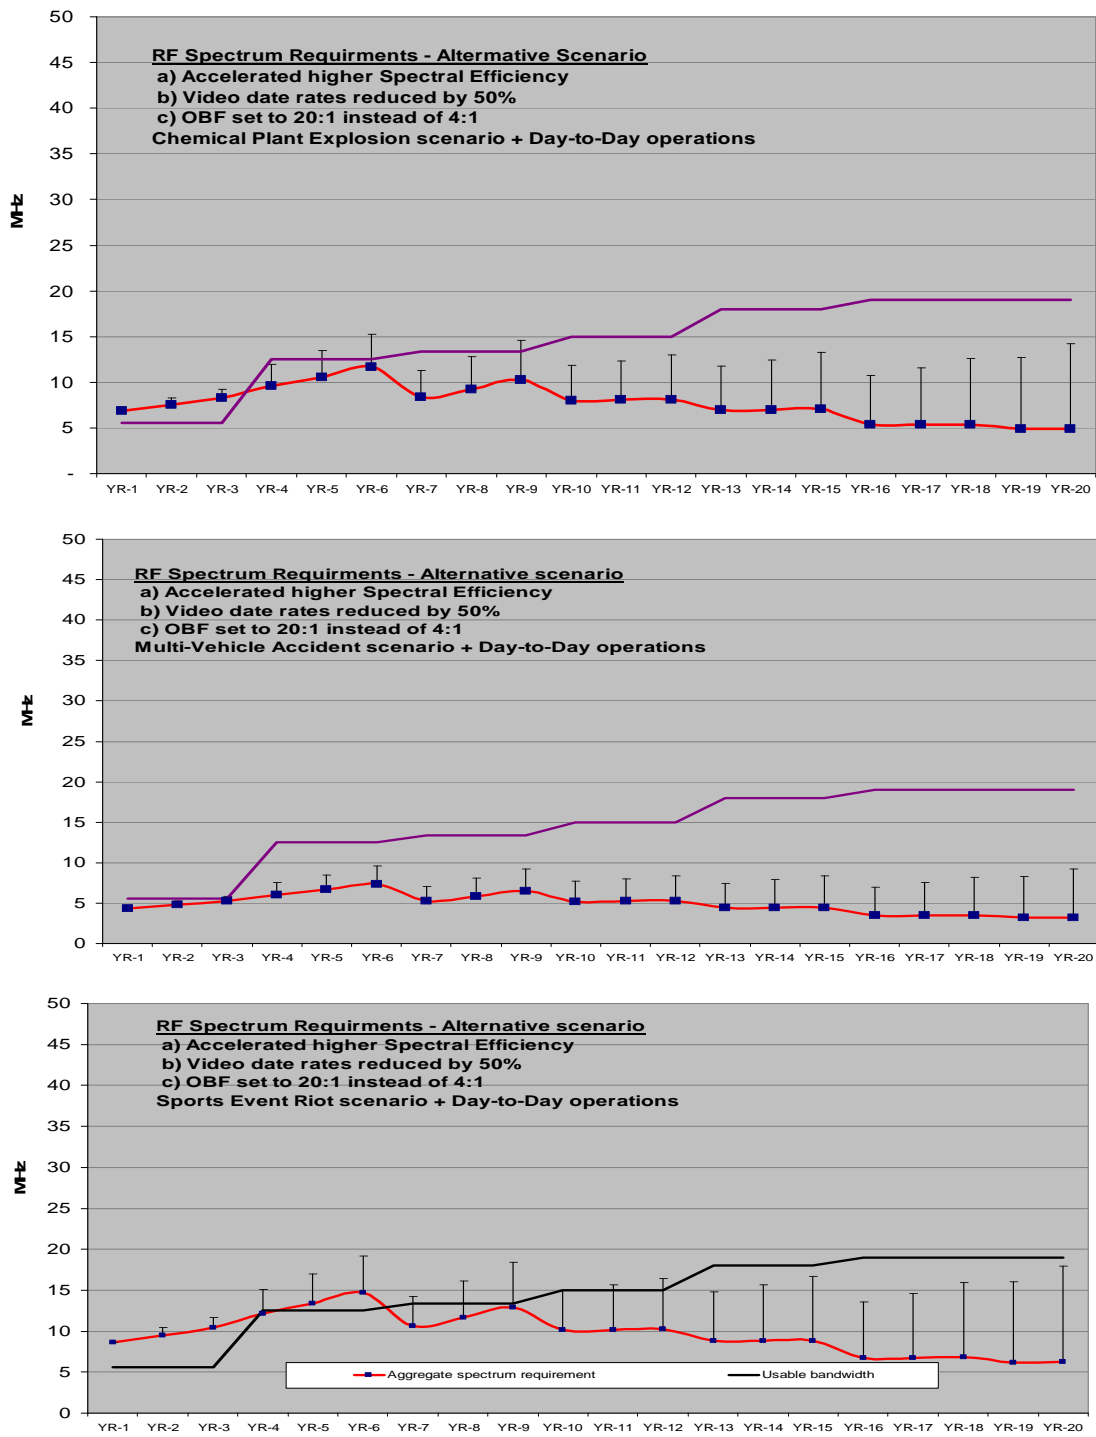 50
RF Spectrum Requirments - Altermative Scenario
45
a) Accelerated higher Spectral Efficiency
b) Video date rates reduced by 50%
40
c) OBF set to 20:1 instead of 4:1
Chemical Plant Explosion scenario + Day-to-Day operations
35
30
MHz
25
20
15
10
5
-
YR-1 YR-2 YR-3 YR-4 YR-5 YR-6 YR-7 YR-8 YR-9 YR-10 YR-11 YR-12 YR-13 YR-14 YR-15 YR-16 YR-17 YR-18 YR-19 YR-20
50
RF Spectrum Requirments - Alternative scenario
45
a) Accelerated higher Spectral Efficiency
b) Video date rates reduced by 50%
40
c) OBF set to 20:1 instead of 4:1
Multi-Vehicle Accident scenario + Day-to-Day operations
35
30
MHz
25
20
15
10
5
0
YR-1 YR-2 YR-3 YR-4 YR-5 YR-6 YR-7 YR-8 YR-9 YR-10 YR-11 YR-12 YR-13 YR-14 YR-15 YR-16 YR-17 YR-18 YR-19 YR-20
50
RF Spectrum Requirments - Alternative scenario
45
a) Accelerated higher Spectral Efficiency
b) Video date rates reduced by 50%
40
c) OBF set to 20:1 instead of 4:1
Sports Event Riot scenario + Day-to-Day operations
35
30
MHz
25
20
15
10
5
Aggregate spectrum requirement Usable bandwidth
0
YR-1 YR-2 YR-3 YR-4 YR-5 YR-6 YR-7 YR-8 YR-9 YR-10 YR-11 YR-12 YR-13 YR-14 YR-15 YR-16 YR-17 YR-18 YR-19 YR-20